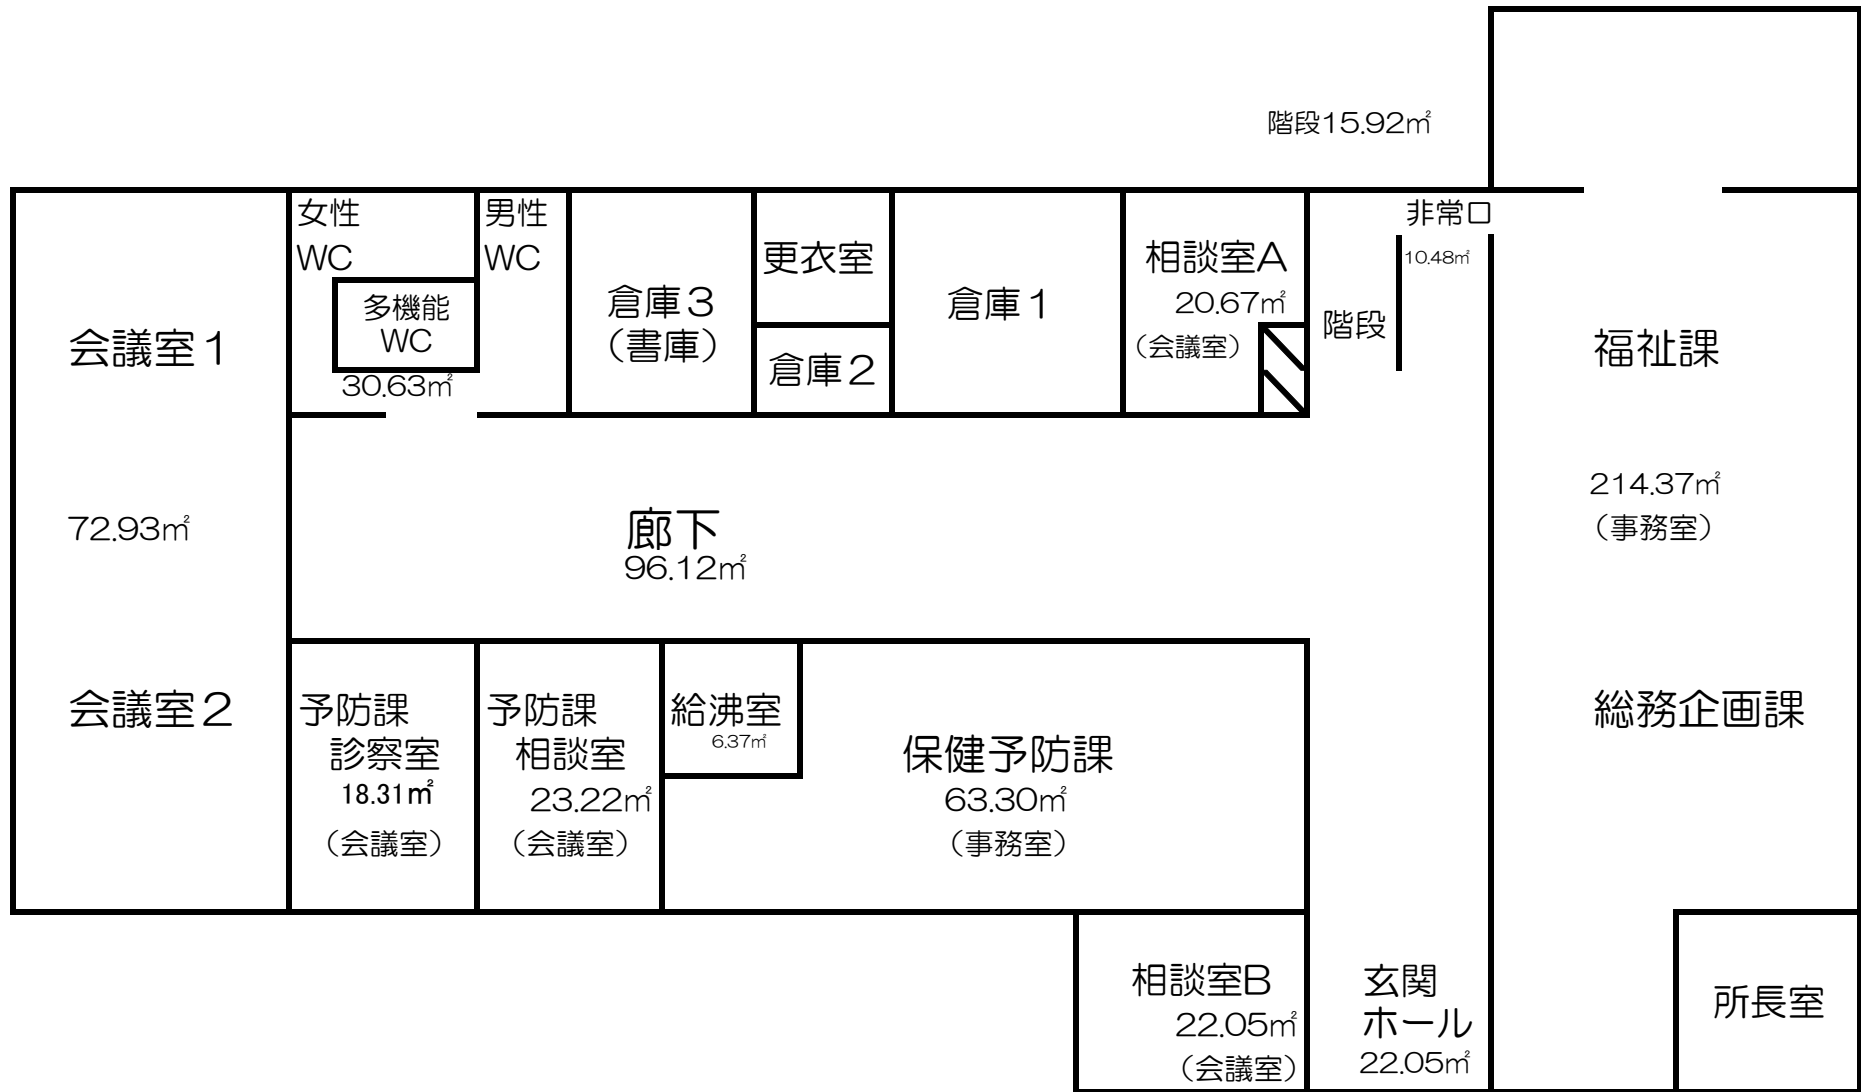 階段15.92㎡
女性
WC
多機能
WC
30.63㎡
男性
WC
倉庫３
（書庫）
更衣室
倉庫２
倉庫１
相談室A
20.67㎡
（会議室）
階段
非常口
10.48㎡
会議室１
72.93㎡
会議室２
廊下
96.12㎡
福祉課
214.37㎡
（事務室）
総務企画課
予防課
診察室
18.31㎡
（会議室）
予防課
相談室
23.22㎡
（会議室）
給沸室
6.37㎡
保健予防課
63.30㎡
（事務室）
相談室B
22.05㎡
（会議室）
玄関
ホール
22.05㎡
所長室